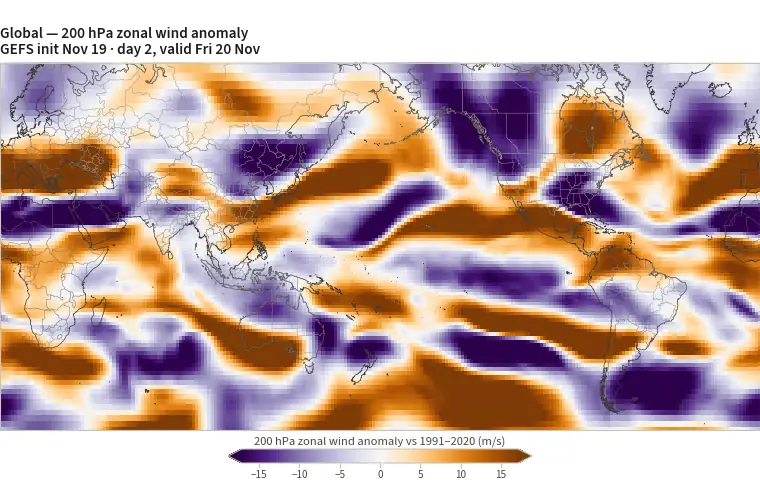 Global — 200 hPa zonal wind anomaly
GEFS init Nov 19 · day 2, valid Fri 20 Nov
200 hPa zonal wind anomaly vs 1991–2020 (m/s)
−15 −10 −5 0 5 10 15